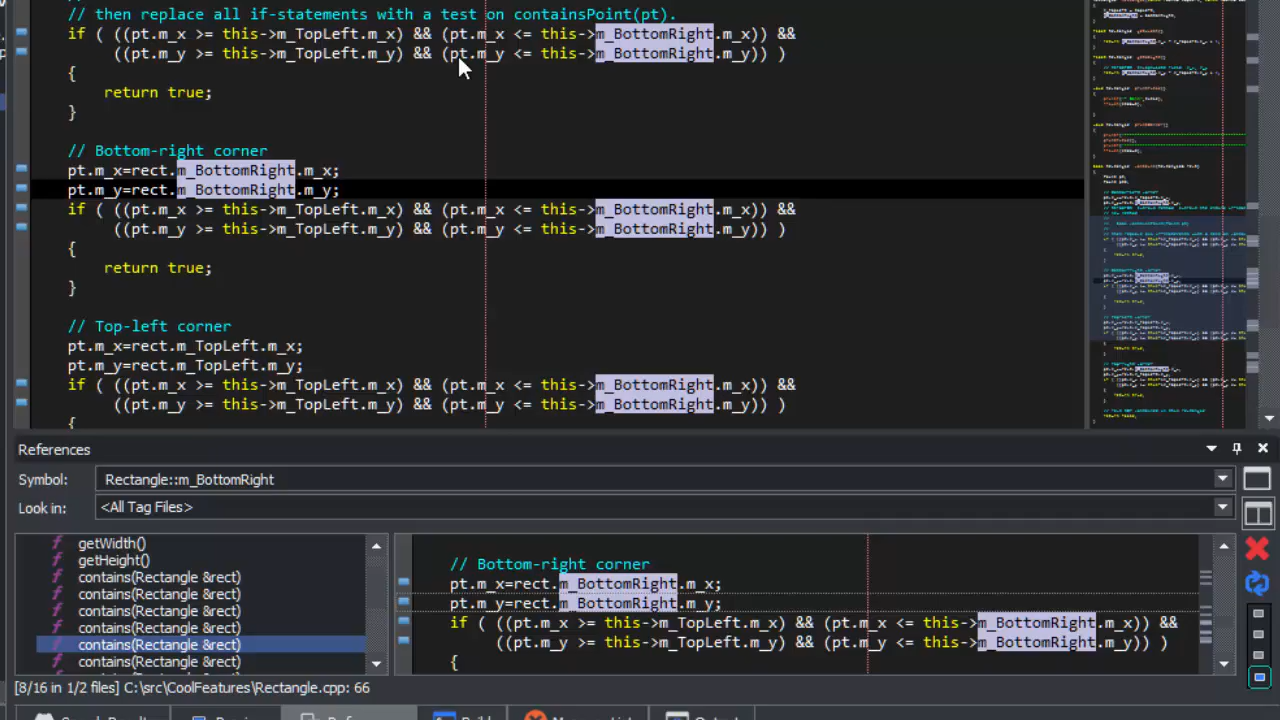 // then replace all if-statements with a test on containsPoint(pt).
if ( ((pt.m_x >= this->m_TopLeft.m_x) && (pt.m_x <= this->m_BottomRight.m_x)) &&
((pt.m_y >= this->m_TopLeft.m_y) && (pt.m_y <= this->m_BottomRight.m_y)) )
{
return true;
}
// Bottom-right corner
pt.m_x=rect.m_BottomRight.m_x;
pt.m_y=rect.m_BottomRight.m_y;
if ( ((pt.m_x >= this->m_TopLeft.m_x) && (pt.m_x <= this->m_BottomRight.m_x)) &&
((pt.m_y >= this->m_TopLeft.m_y) && (pt.m_y <= this->m_BottomRight.m_y)) )
{
return true;
}
// Top-left corner
pt.m_x=rect.m_TopLeft.m_x;
pt.m_y=rect.m_TopLeft.m_y;
if ( ((pt.m_x >= this->m_TopLeft.m_x) && (pt.m_x <= this->m_BottomRight.m_x)) &&
((pt.m_y >= this->m_TopLeft.m_y) && (pt.m_y <= this->m_BottomRight.m_y)) )
{
References
Symbol: Rectangle::m_BottomRight
Look in: <All Tag Files>
getWidth()
getHeight()
contains(Rectangle &rect)
contains(Rectangle &rect)
contains(Rectangle &rect)
contains(Rectangle &rect)
contains(Rectangle &rect)
contains(Rectangle &rect)
// Bottom-right corner
pt.m_x=rect.m_BottomRight.m_x;
pt.m_y=rect.m_BottomRight.m_y;
if ( ((pt.m_x >= this->m_TopLeft.m_x) && (pt.m_x <= this->m_BottomRight.m_x)) &&
((pt.m_y >= this->m_TopLeft.m_y) && (pt.m_y <= this->m_BottomRight.m_y)) )
{
[8/16 in 1/2 files] C:\src\CoolFeatures\Rectangle.cpp: 66